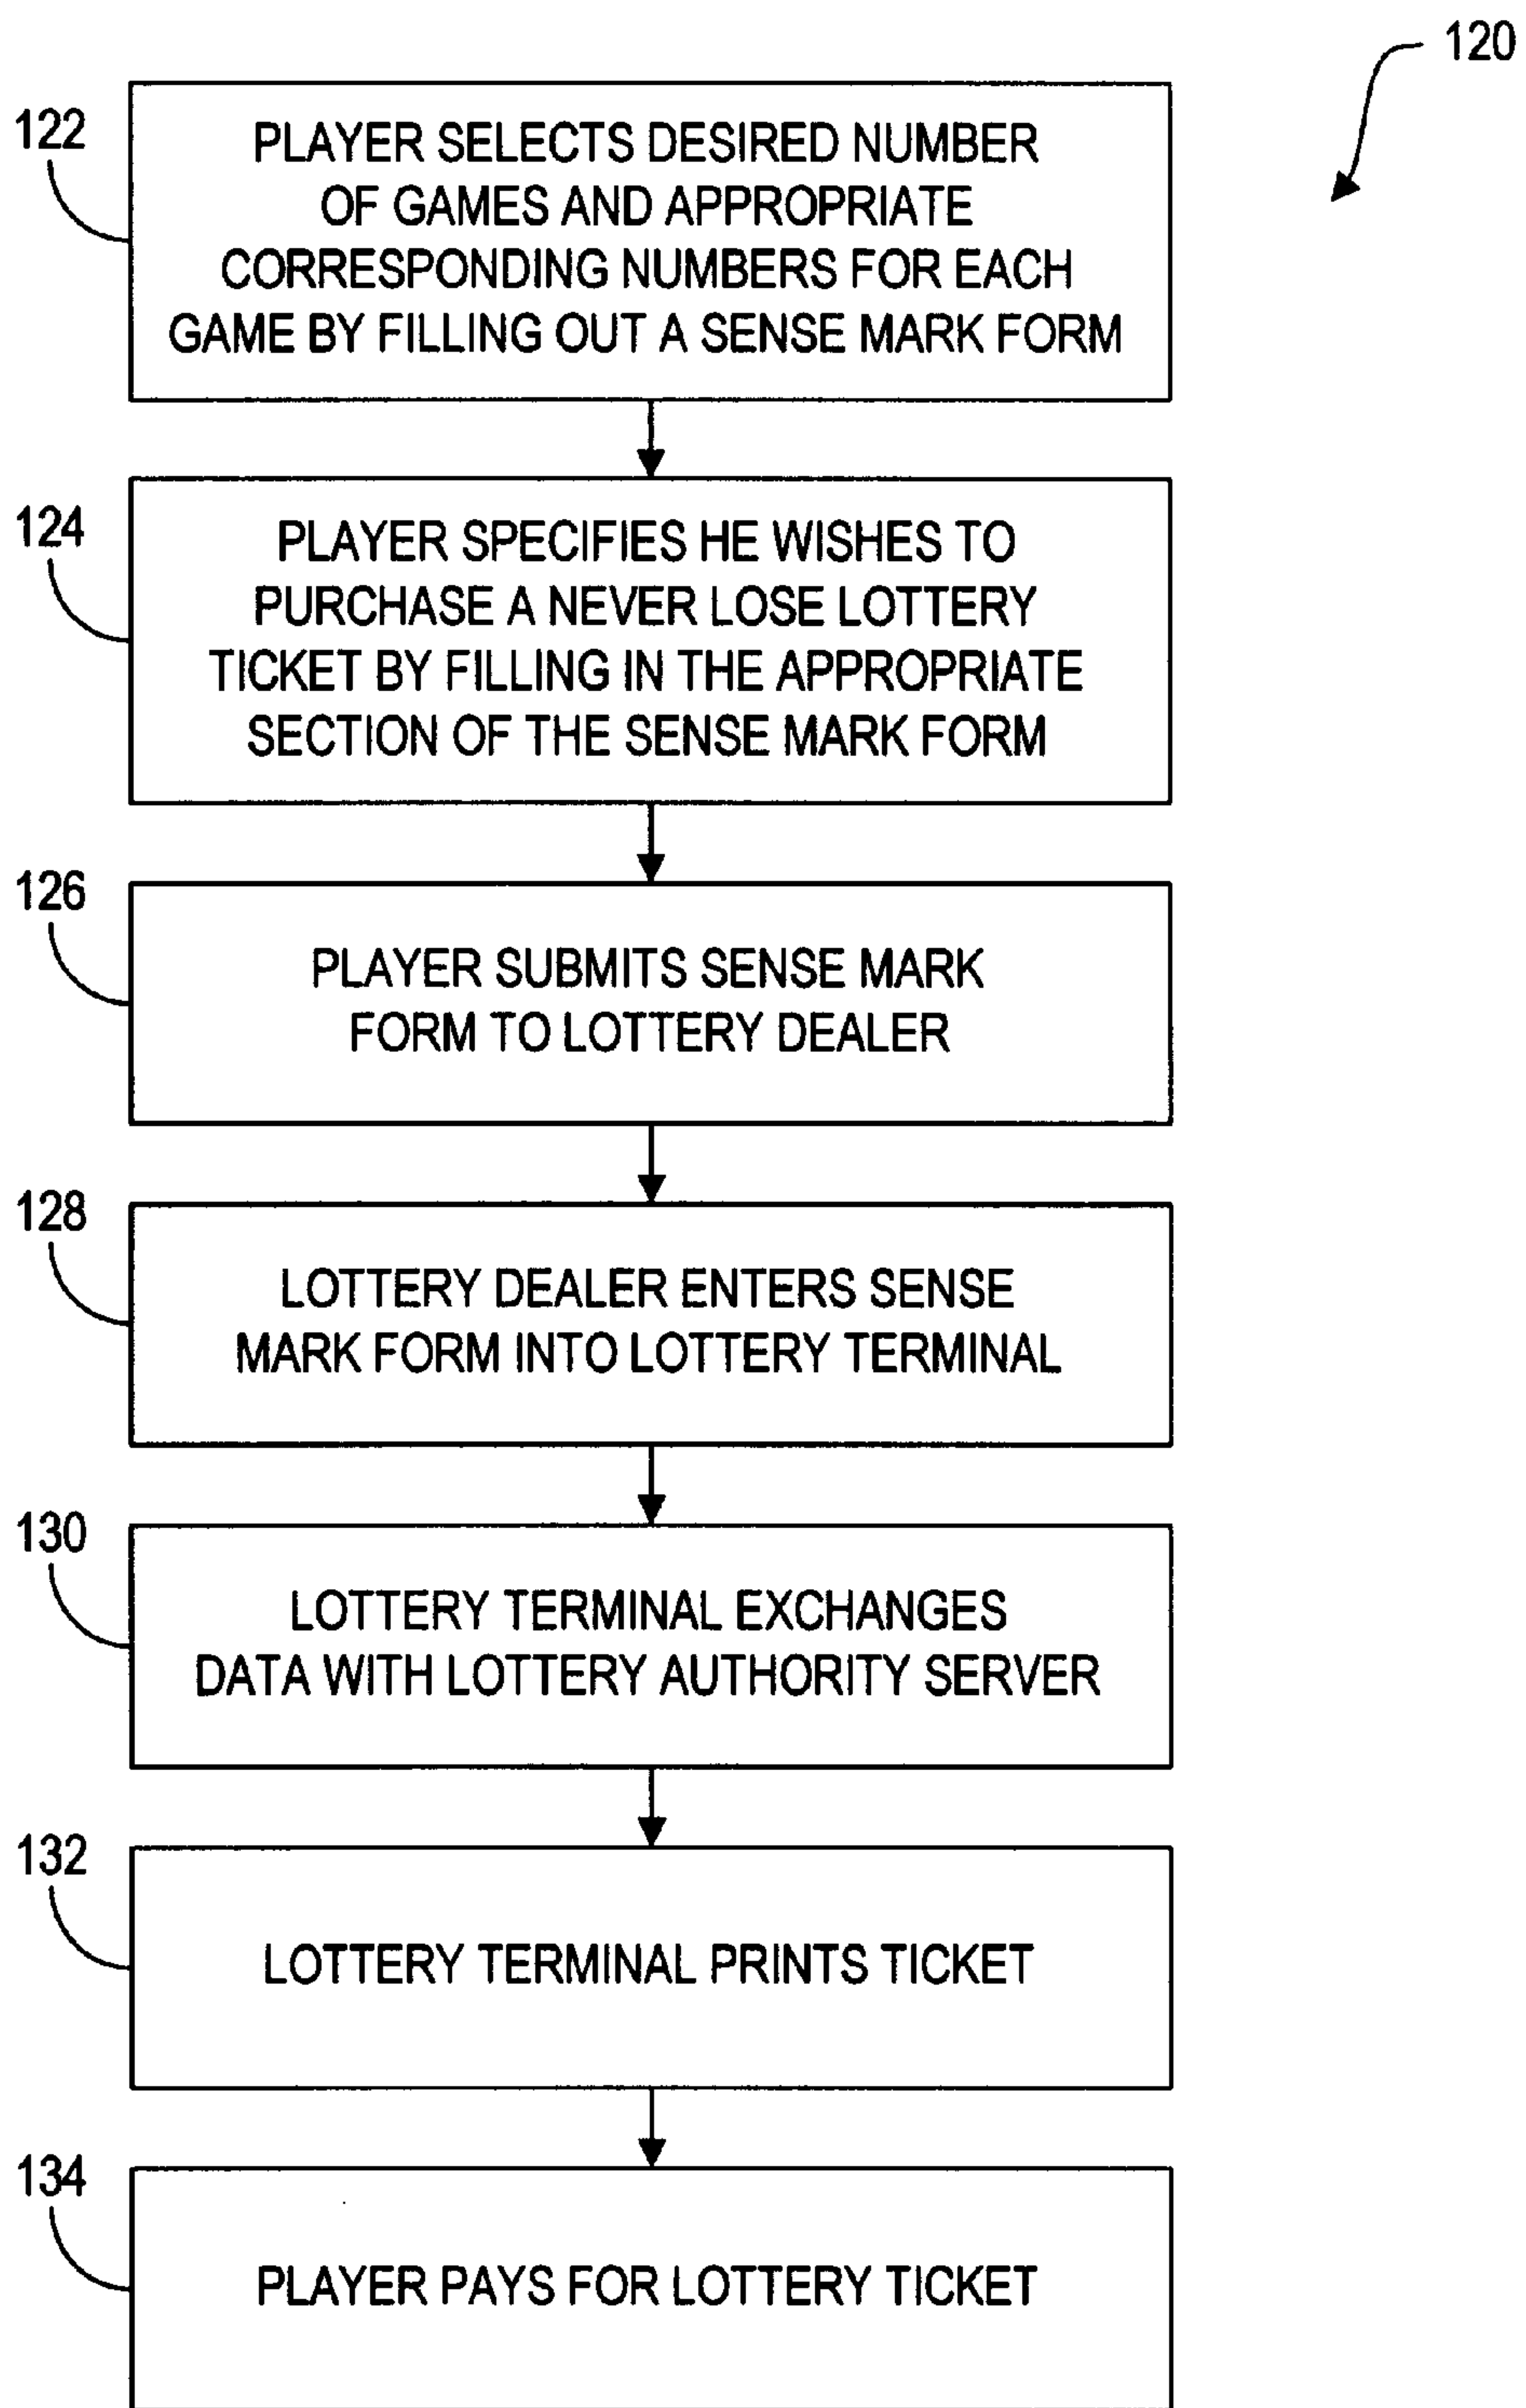 120
122
PLAYER SELECTS DESIRED NUMBER
OF GAMES AND APPROPRIATE
CORRESPONDING NUMBERS FOR EACH
GAME BY FILLING OUT A SENSE MARK FORM
124
PLAYER SPECIFIES HE WISHES TO
PURCHASE A NEVER LOSE LOTTERY
TICKET BY FILLING IN THE APPROPRIATE
SECTION OF THE SENSE MARK FORM
126
PLAYER SUBMITS SENSE MARK
FORM TO LOTTERY DEALER
128
LOTTERY DEALER ENTERS SENSE
MARK FORM INTO LOTTERY TERMINAL
130
LOTTERY TERMINAL EXCHANGES
DATA WITH LOTTERY AUTHORITY SERVER
132
LOTTERY TERMINAL PRINTS TICKET
134
PLAYER PAYS FOR LOTTERY TICKET